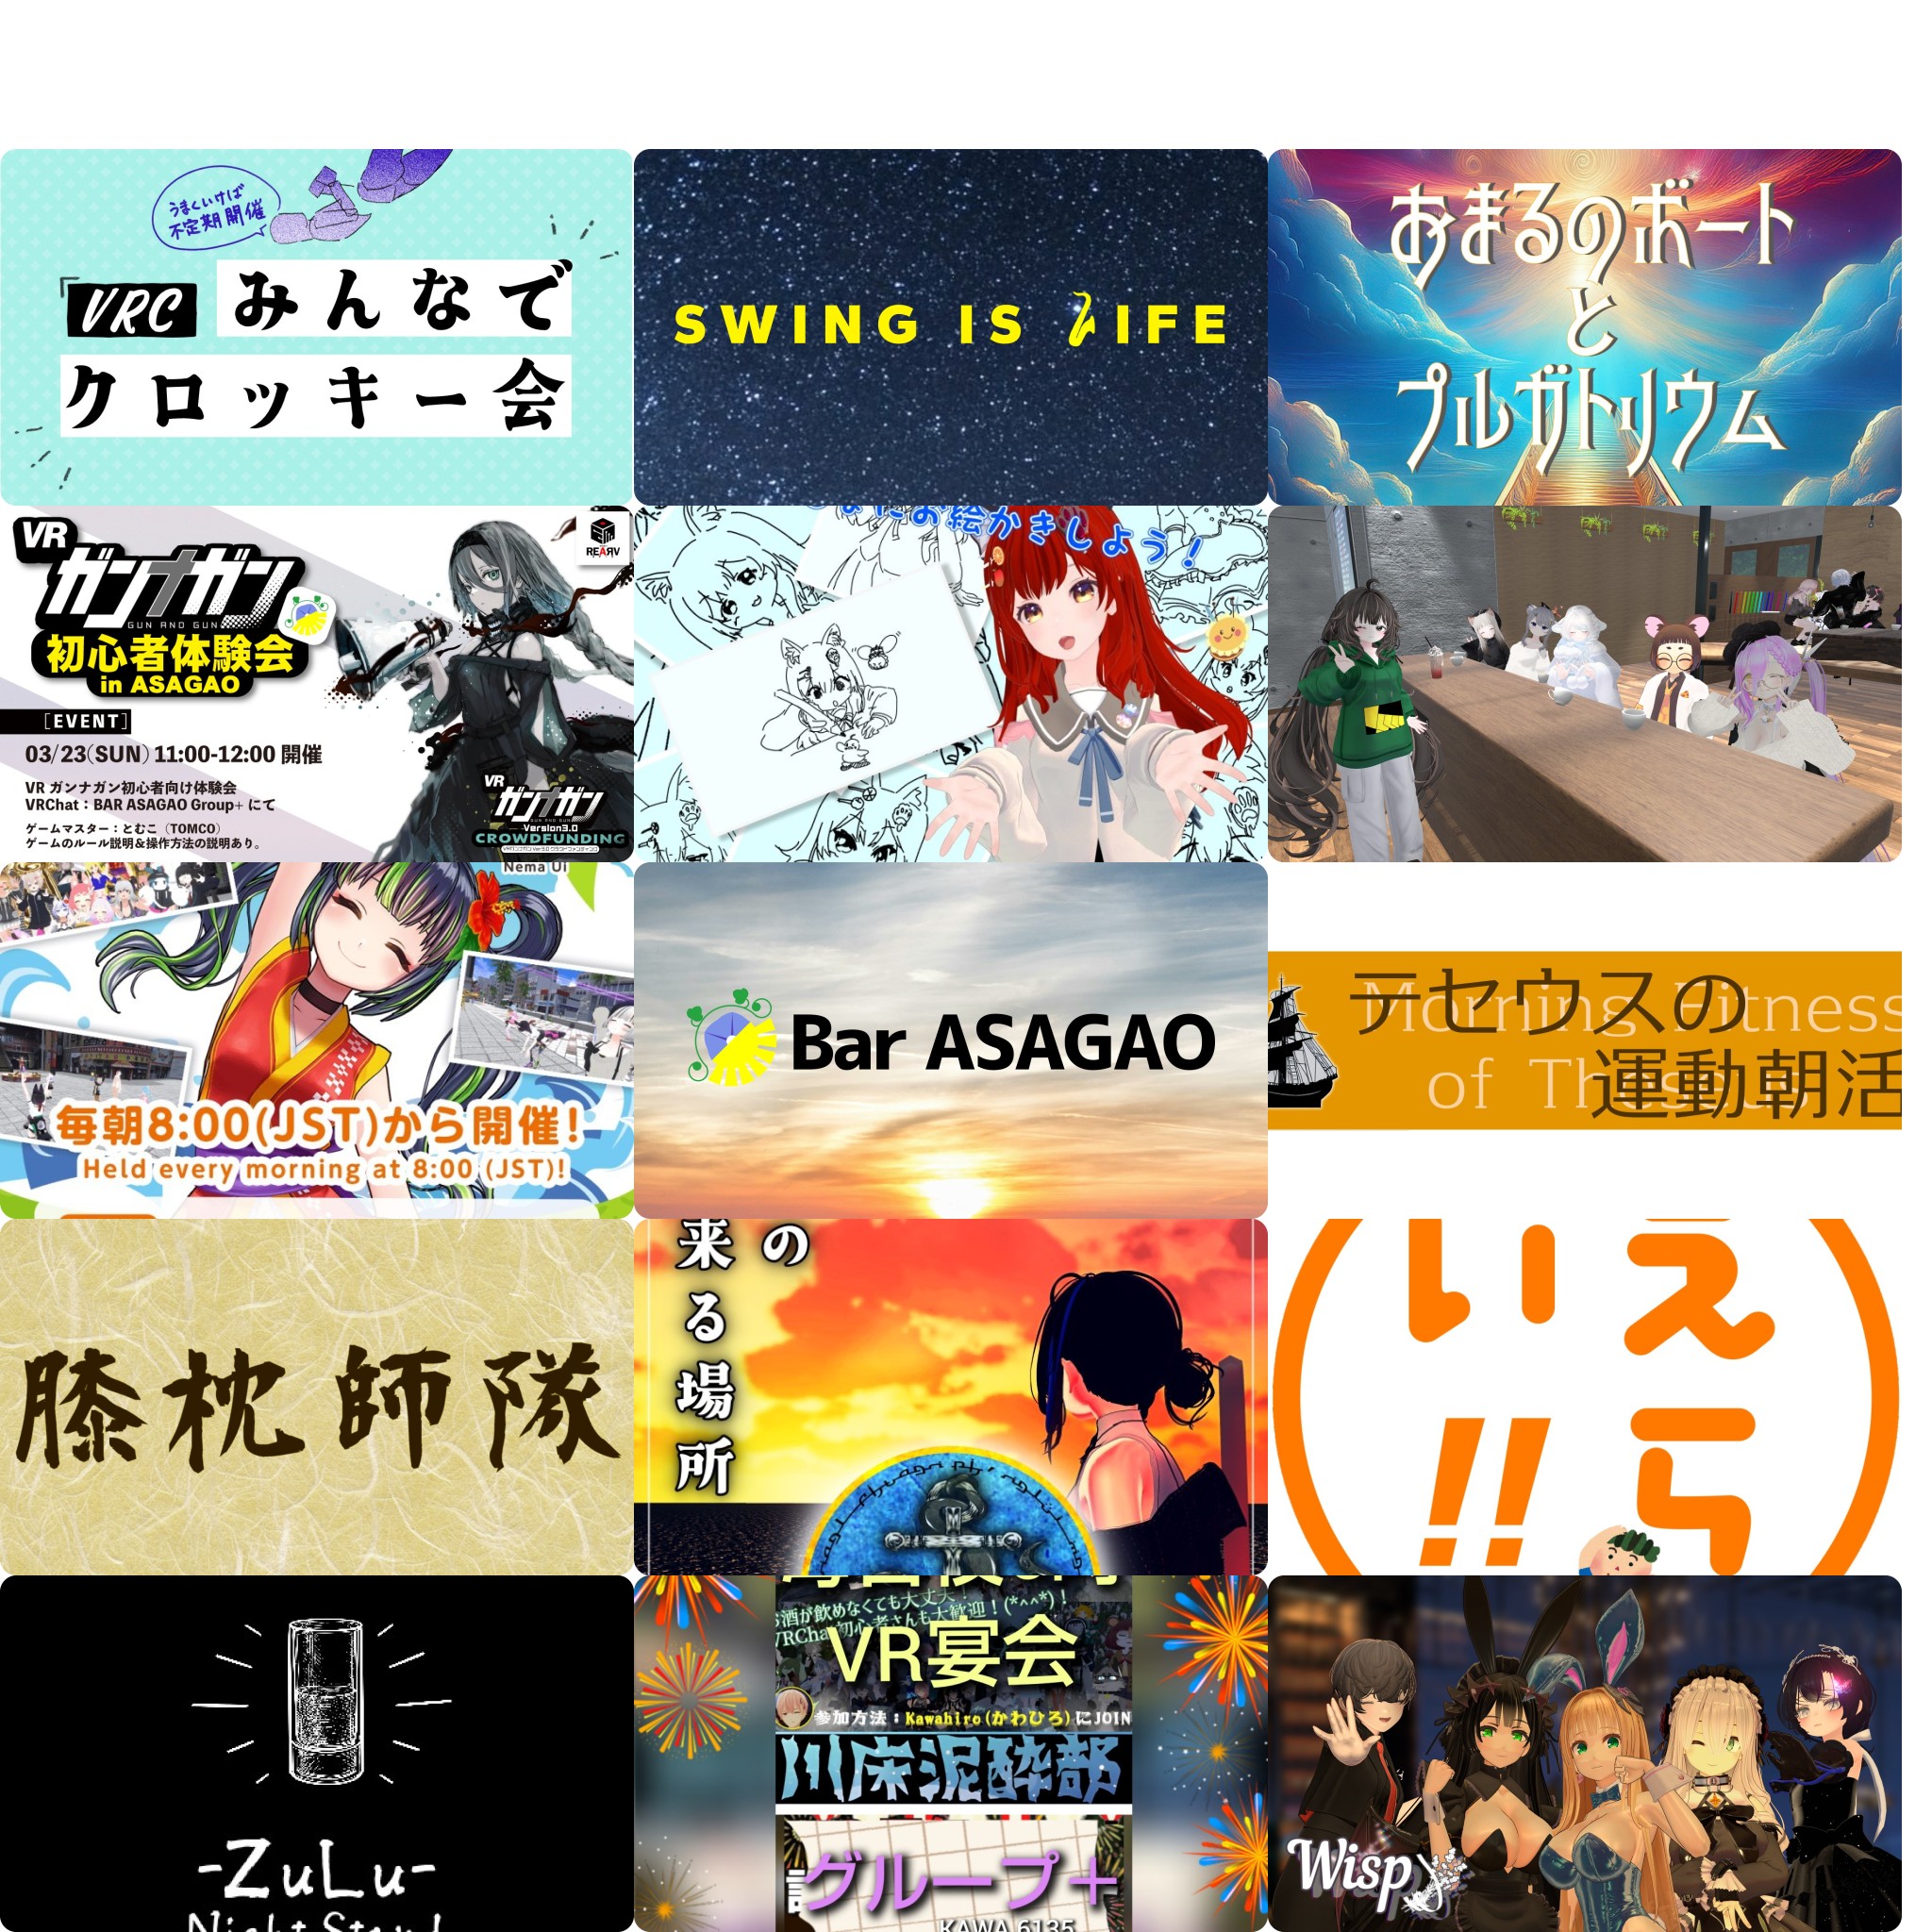 うまくいけば
不定期開催
VRC みんなで
クロッキー会
SWING IS LIFE
おまるのボート
と
プルガトリウム
VR
ガンナガン
GUN AND GUN
初心者体験会
in ASAGAO
[EVENT]
03/23(SUN) 11:00-12:00 開催
VR ガンナガン初心者向け体験会
VRChat : BAR ASAGAO Group+ にて
ゲームマスター：とむこ（TOMCO）
ゲームのルール説明＆操作方法の説明あり。
REARV
VR
ガンナガン
GUN AND GUN
Version3.0
CROWDFUNDING
にお絵かきしよう！
Nema Ui
毎朝8:00(JST)から開催！
Held every morning at 8:00 (JST)!
Bar ASAGAO
テセウスの
運動朝活
Morning Fitness
of Theseus
膝枕師隊
の
来る場所
えら
い!!
-ZuLu-
お酒が飲めなくても大丈夫
VRChat初心者さんも大歓迎！(*^^*)！
VR宴会
参加方法：Kawahiro(かわひろ)にJOIN
川床泥酔部
グループ＋
KAWA.6135
Wisp